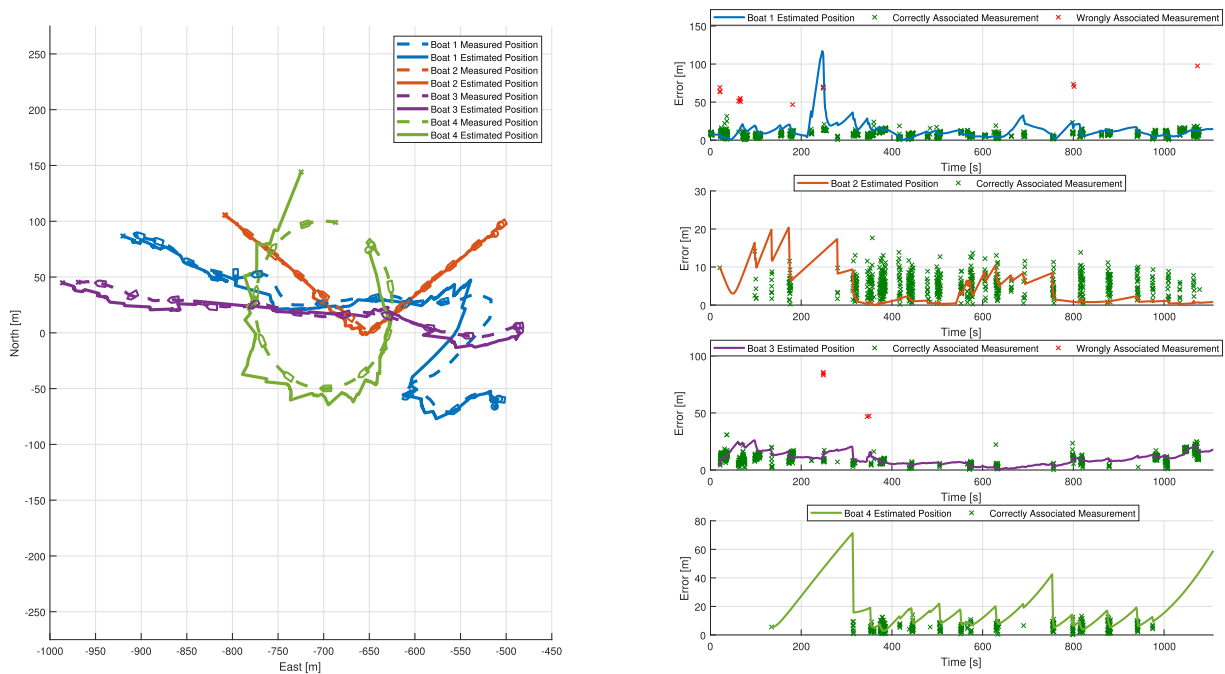 250
200
150
100
50
0
-50
-100
-150
-200
-250
North [m]
-1000 -950 -900 -850 -800 -750 -700 -650 -600 -550 -500 -450
East [m]
Boat 1 Measured Position
Boat 1 Estimated Position
Boat 2 Measured Position
Boat 2 Estimated Position
Boat 3 Measured Position
Boat 3 Estimated Position
Boat 4 Measured Position
Boat 4 Estimated Position
Boat 1 Estimated Position Correctly Associated Measurement Wrongly Associated Measurement
150
100
50
0
Error [m]
0 200 400 600 800 1000
Time [s]
Boat 2 Estimated Position Correctly Associated Measurement
30
20
10
0
Error [m]
0 200 400 600 800 1000
Time [s]
Boat 3 Estimated Position Correctly Associated Measurement Wrongly Associated Measurement
100
50
0
Error [m]
0 200 400 600 800 1000
Time [s]
Boat 4 Estimated Position Correctly Associated Measurement
80
60
40
20
0
Error [m]
0 200 400 600 800 1000
Time [s]